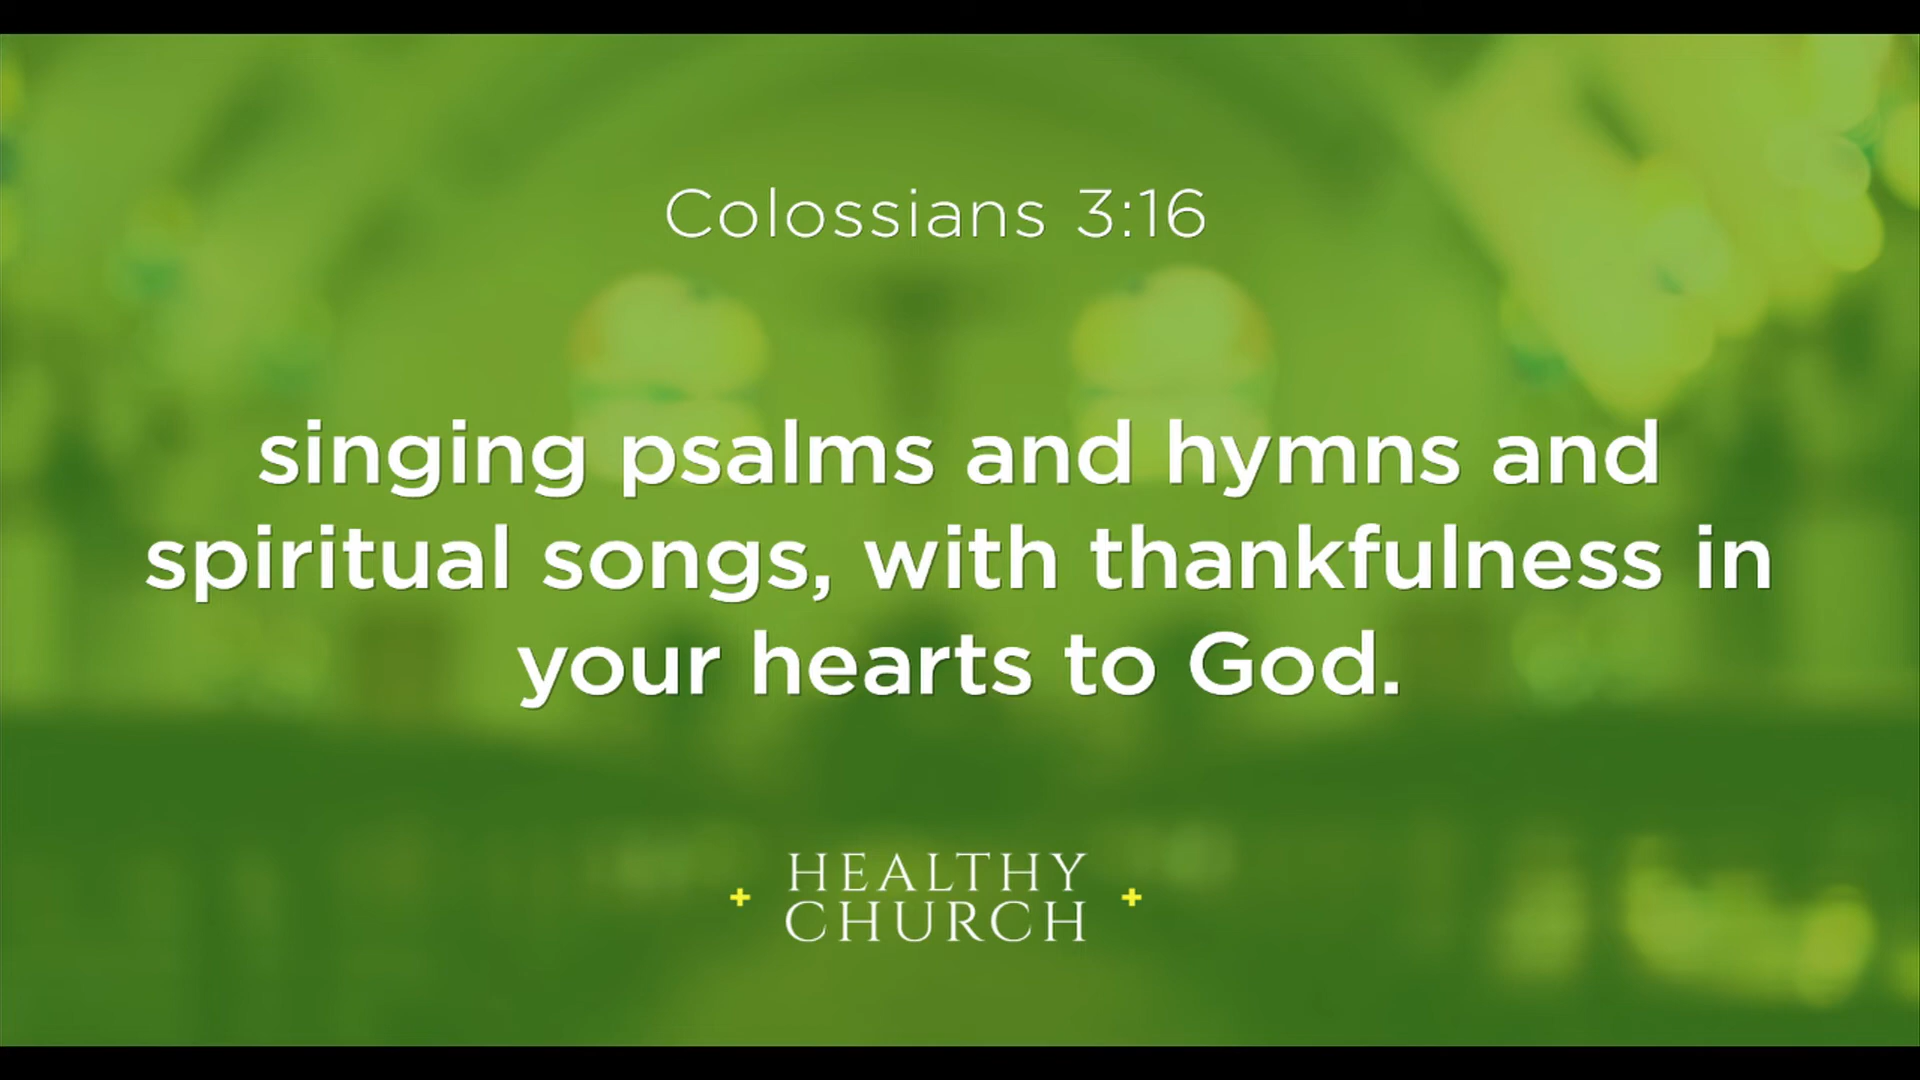 Colossians 3:16
singing psalms and hymns and
spiritual songs, with thankfulness in
your hearts to God.
HEALTHY
CHURCH